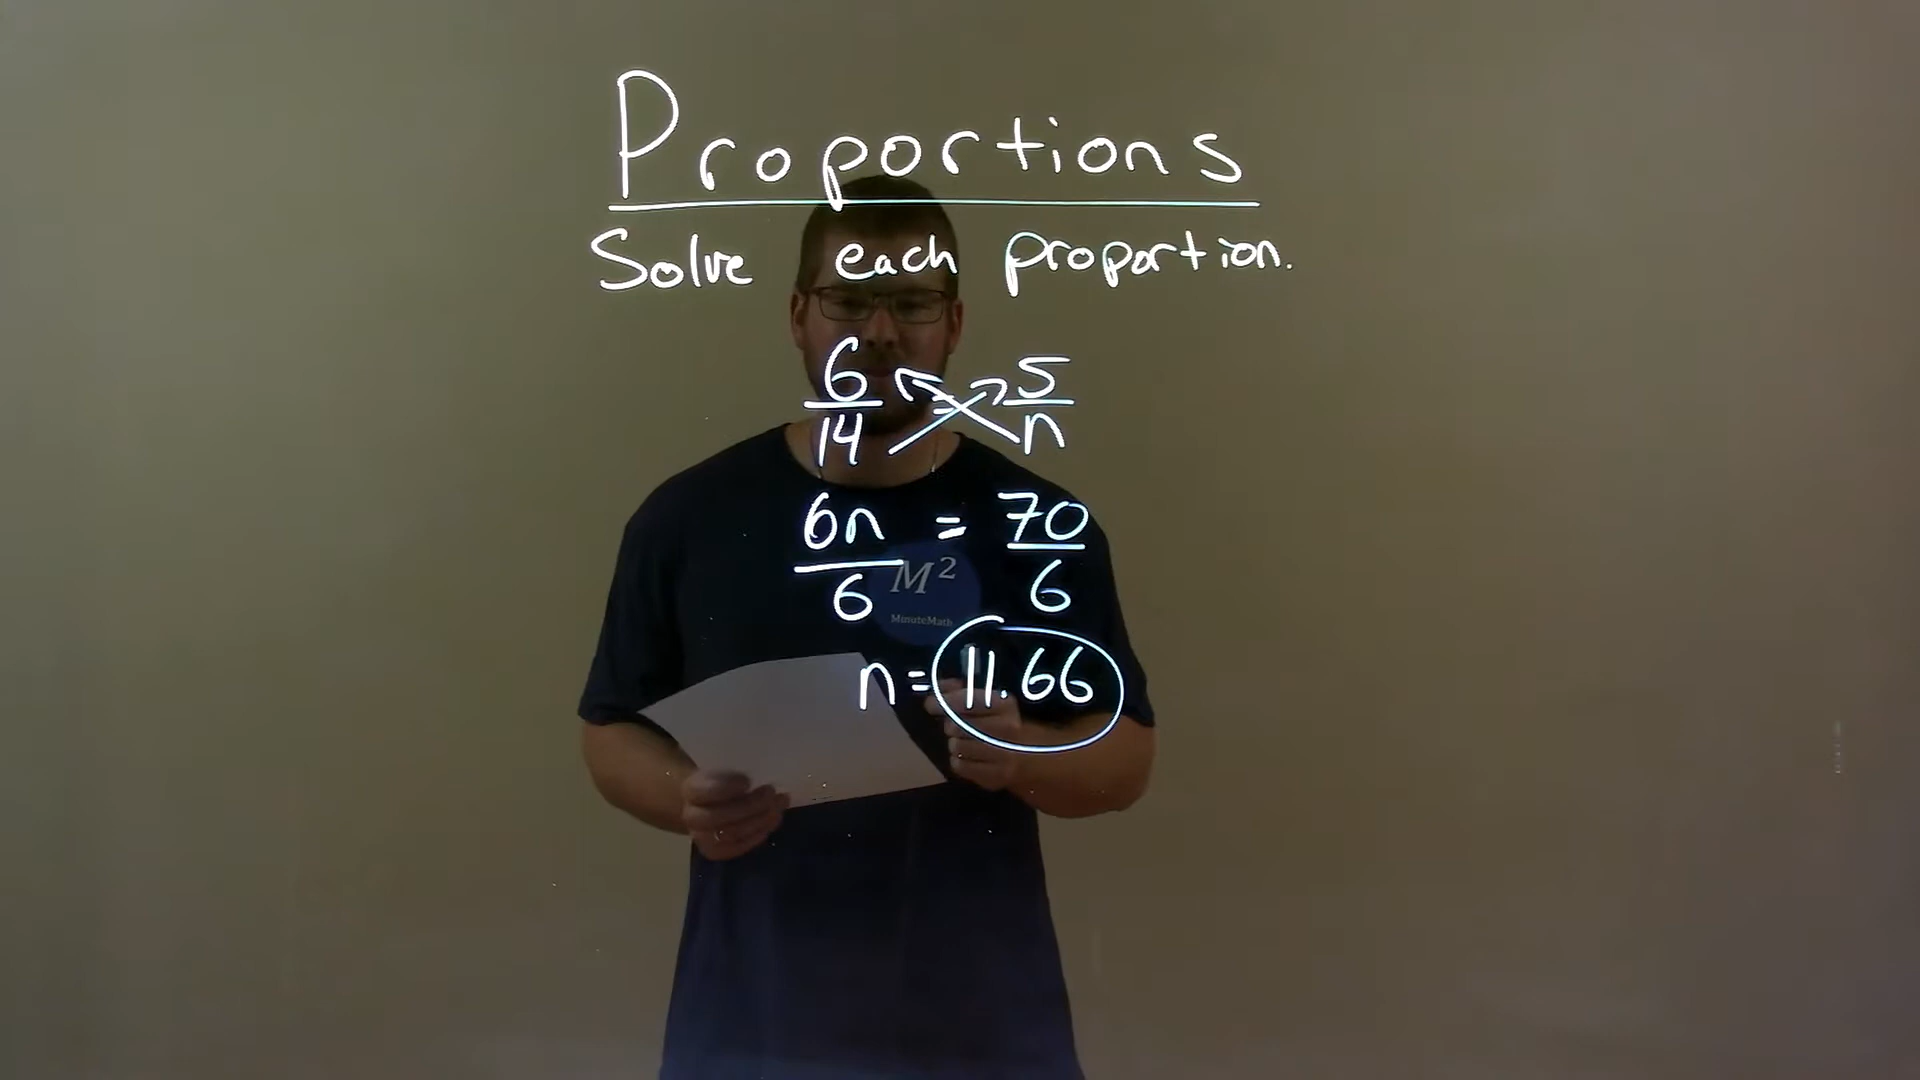 Proportions
Solve each proportion.
6/14 = 5/n
6n/6 = 70/6
M²
MinuteMath
n = 11.66